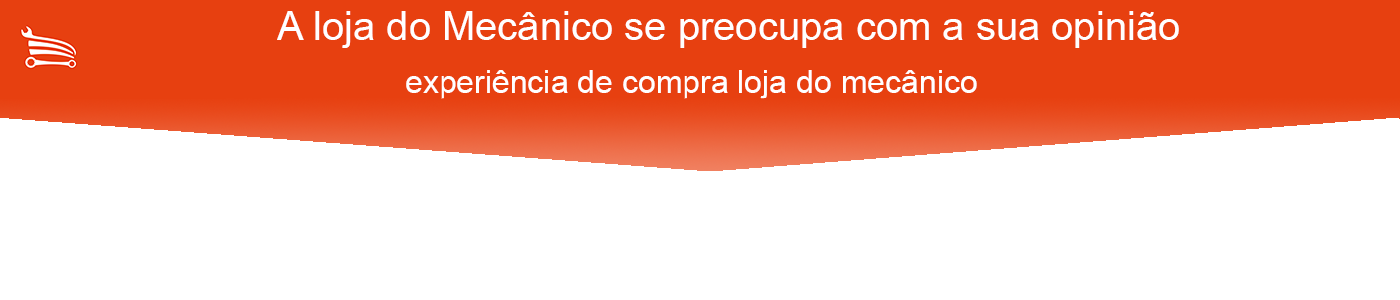 A loja do Mecânico se preocupa com a sua opinião
experiência de compra loja do mecânico